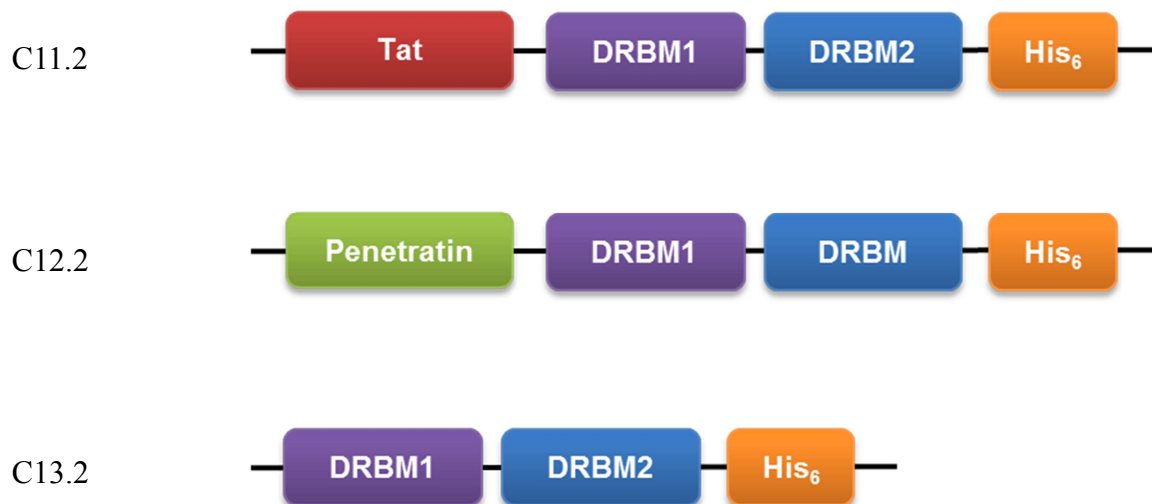 C11.2 Tat DRBM1 DRBM2 His₆
C12.2 Penetratin DRBM1 DRBM His₆
C13.2 DRBM1 DRBM2 His₆